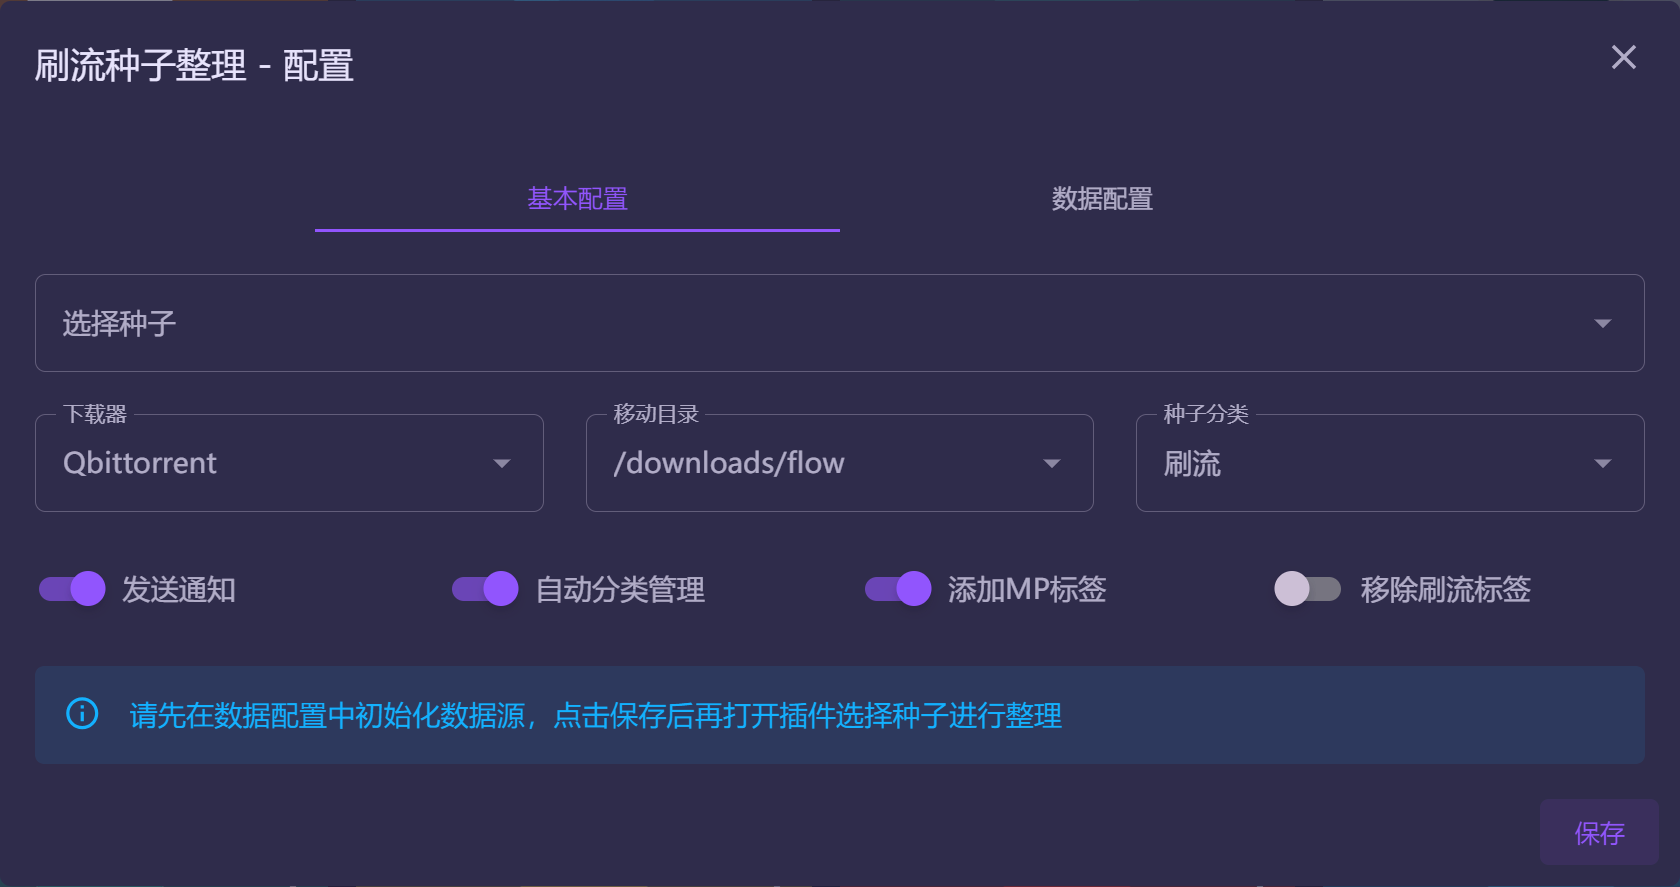 刷流种子整理 - 配置
基本配置
数据配置
选择种子
下载器
Qbittorrent
移动目录
/downloads/flow
种子分类
刷流
发送通知
自动分类管理
添加MP标签
移除刷流标签
请先在数据配置中初始化数据源，点击保存后再打开插件选择种子进行整理
保存